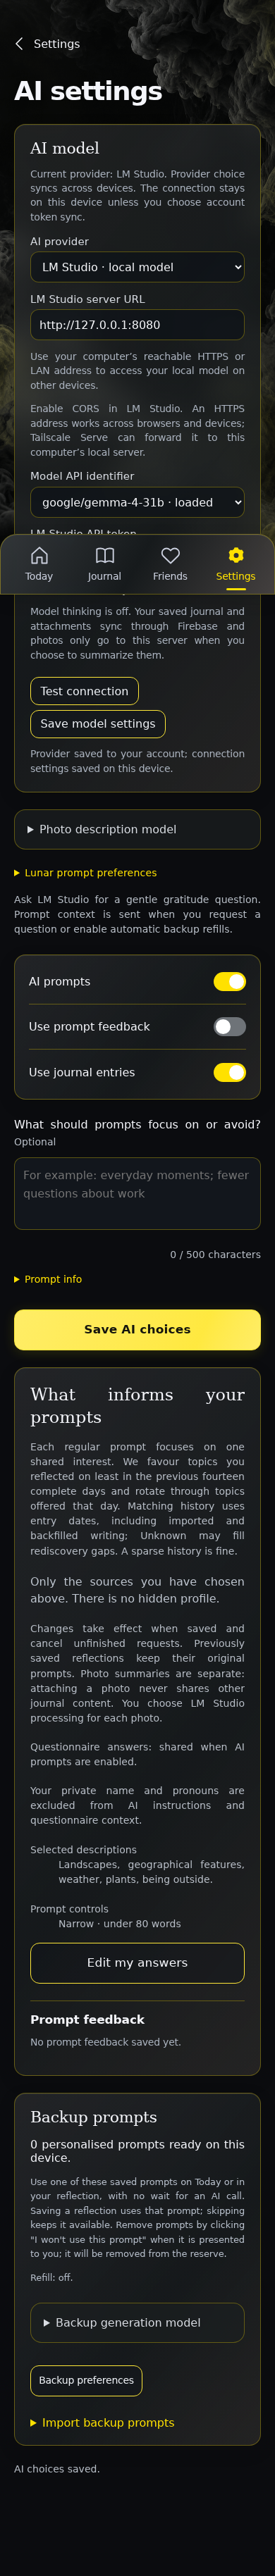 Settings
AI settings
AI model
Current provider: LM Studio. Provider choice
syncs across devices. The connection stays
on this device unless you choose account
token sync.
AI provider
LM Studio · local model
LM Studio server URL
http://127.0.0.1:8080
Use your computer's reachable HTTPS or
LAN address to access your local model on
other devices.
Enable CORS in LM Studio. An HTTPS
address works across browsers and devices;
Tailscale Serve can forward it to this
computer's local server.
Model API identifier
google/gemma-4-31b · loaded
LM Studio API token
Today
Journal
Friends
Settings
Model thinking is off. Your saved journal and
attachments sync through Firebase and
photos only go to this server when you
choose to summarize them.
Test connection
Save model settings
Provider saved to your account; connection
settings saved on this device.
▶ Photo description model
▶ Lunar prompt preferences
Ask LM Studio for a gentle gratitude question.
Prompt context is sent when you request a
question or enable automatic backup refills.
AI prompts
Use prompt feedback
Use journal entries
What should prompts focus on or avoid?
Optional
For example: everyday moments; fewer
questions about work
0 / 500 characters
▶ Prompt info
Save AI choices
What informs your
prompts
Each regular prompt focuses on one
shared interest. We favour topics you
reflected on least in the previous fourteen
complete days and rotate through topics
offered that day. Matching history uses
entry dates, including imported and
backfilled writing; Unknown may fill
rediscovery gaps. A sparse history is fine.
Only the sources you have chosen
above. There is no hidden profile.
Changes take effect when saved and
cancel unfinished requests. Previously
saved reflections keep their original
prompts. Photo summaries are separate:
attaching a photo never shares other
journal content. You choose LM Studio
processing for each photo.
Questionnaire answers: shared when AI
prompts are enabled.
Your private name and pronouns are
excluded from AI instructions and
questionnaire context.
Selected descriptions
Landscapes, geographical features,
weather, plants, being outside.
Prompt controls
Narrow · under 80 words
Edit my answers
Prompt feedback
No prompt feedback saved yet.
Backup prompts
0 personalised prompts ready on this
device.
Use one of these saved prompts on Today or in
your reflection, with no wait for an AI call.
Saving a reflection uses that prompt; skipping
keeps it available. Remove prompts by clicking
"I won't use this prompt" when it is presented
to you; it will be removed from the reserve.
Refill: off.
▶ Backup generation model
Backup preferences
▶ Import backup prompts
AI choices saved.